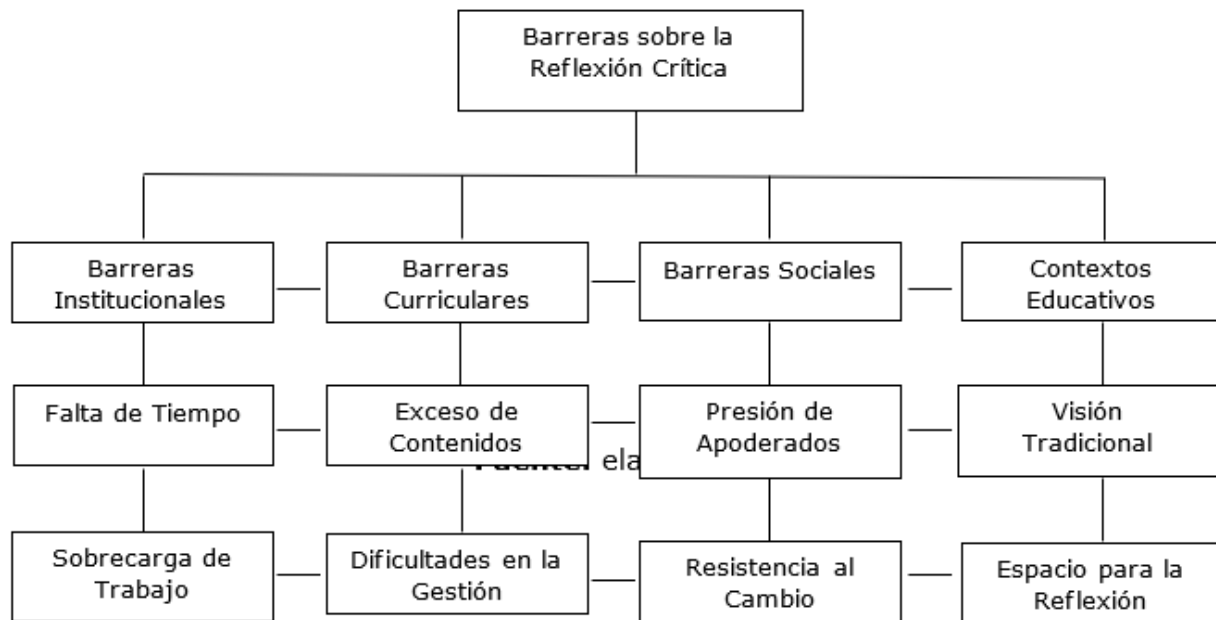 Barreras sobre la
Reflexión Crítica
Barreras
Institucionales
Barreras
Curriculares
Barreras Sociales
Contextos
Educativos
Falta de Tiempo
Exceso de
Contenidos
Presión de
Apoderados
Visión
Tradicional
ela
Sobrecarga de
Trabajo
Dificultades en la
Gestión
Resistencia al
Cambio
Espacio para la
Reflexión